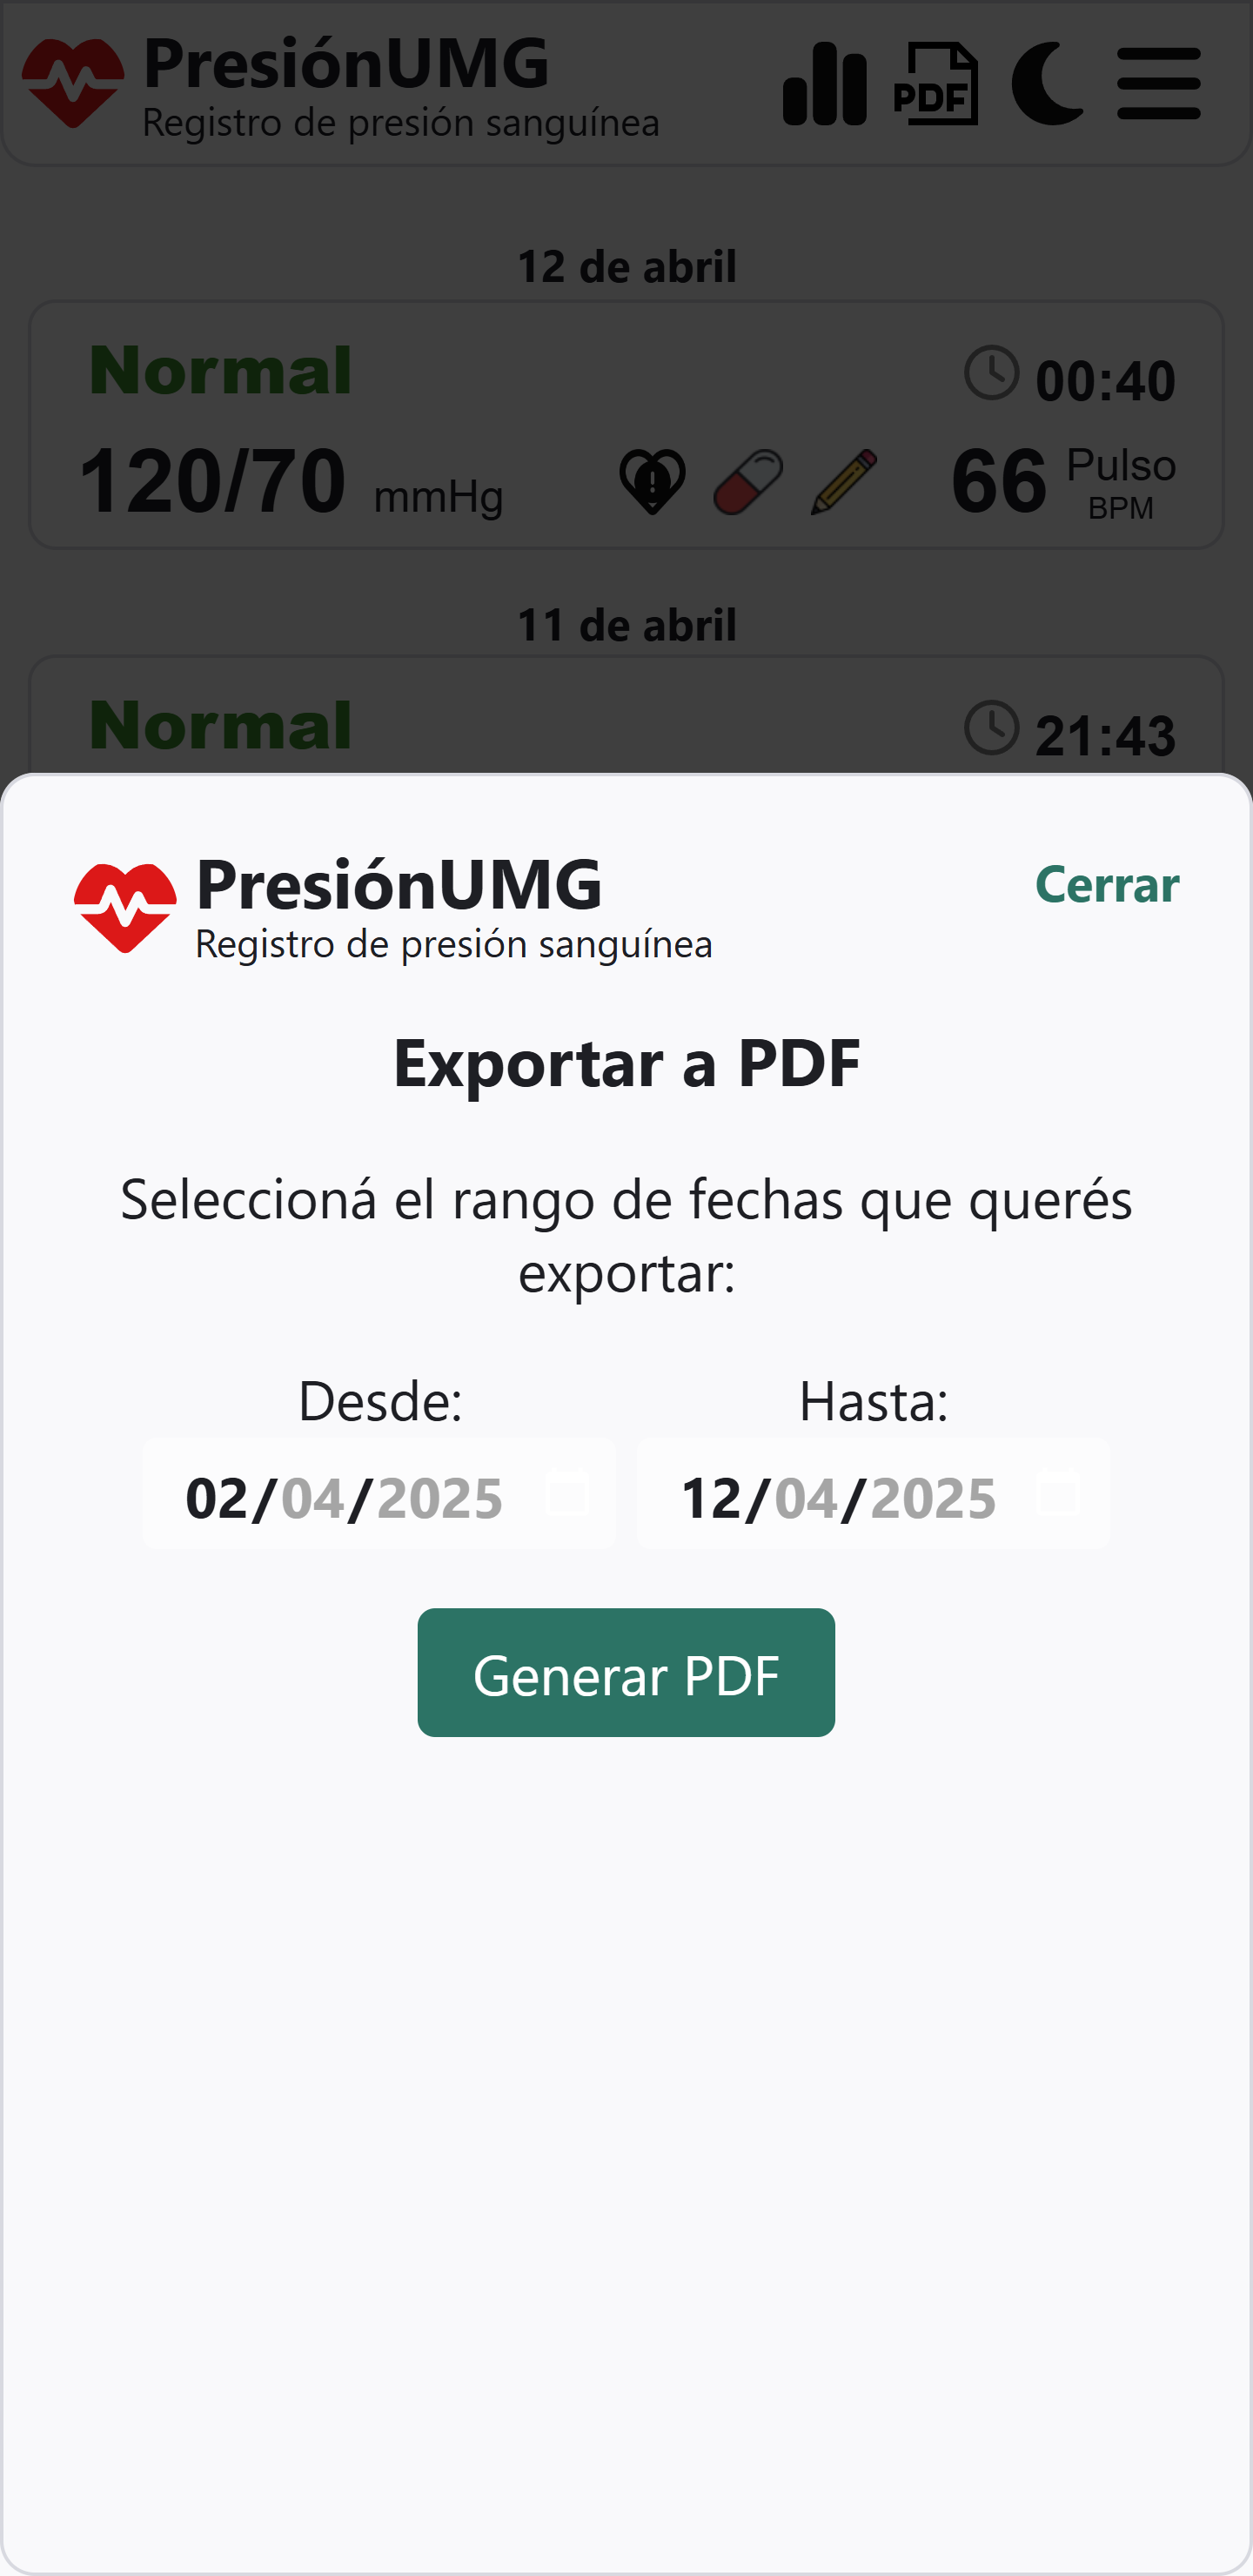 PresiónUMG
Registro de presión sanguínea
PDF
12 de abril
Normal
00:40
120/70 mmHg
66 Pulso
BPM
11 de abril
Normal
21:43
PresiónUMG
Registro de presión sanguínea
Cerrar
Exportar a PDF
Seleccioná el rango de fechas que querés
exportar:
Desde:
Hasta:
02/04/2025
12/04/2025
Generar PDF